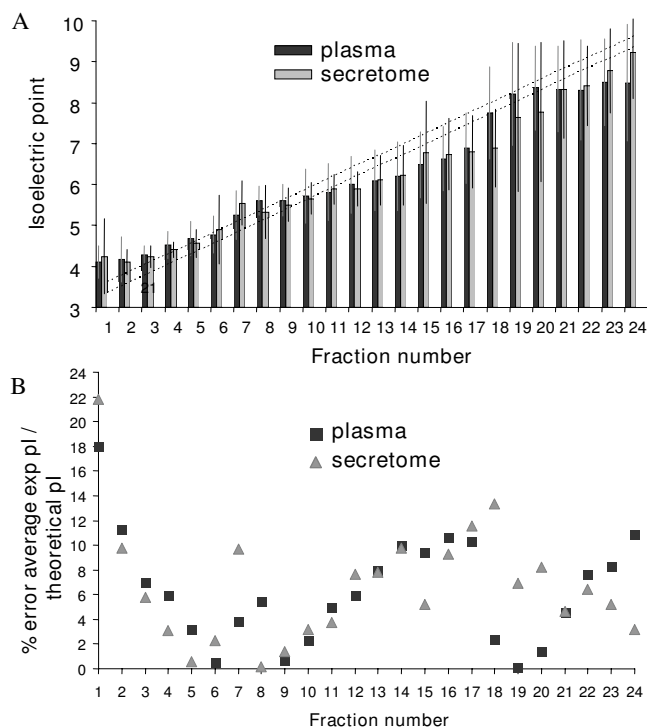 A
10
9
8
7
6
5
4
3
Isoelectric point
plasma
secretome
21
1 2 3 4 5 6 7 8 9 10 11 12 13 14 15 16 17 18 19 20 21 22 23 24
Fraction number
B
24
22
20
18
16
14
12
10
8
6
4
2
0
% error average exp pI /
theoretical pI
plasma
secretome
1 2 3 4 5 6 7 8 9 10 11 12 13 14 15 16 17 18 19 20 21 22 23 24
Fraction number